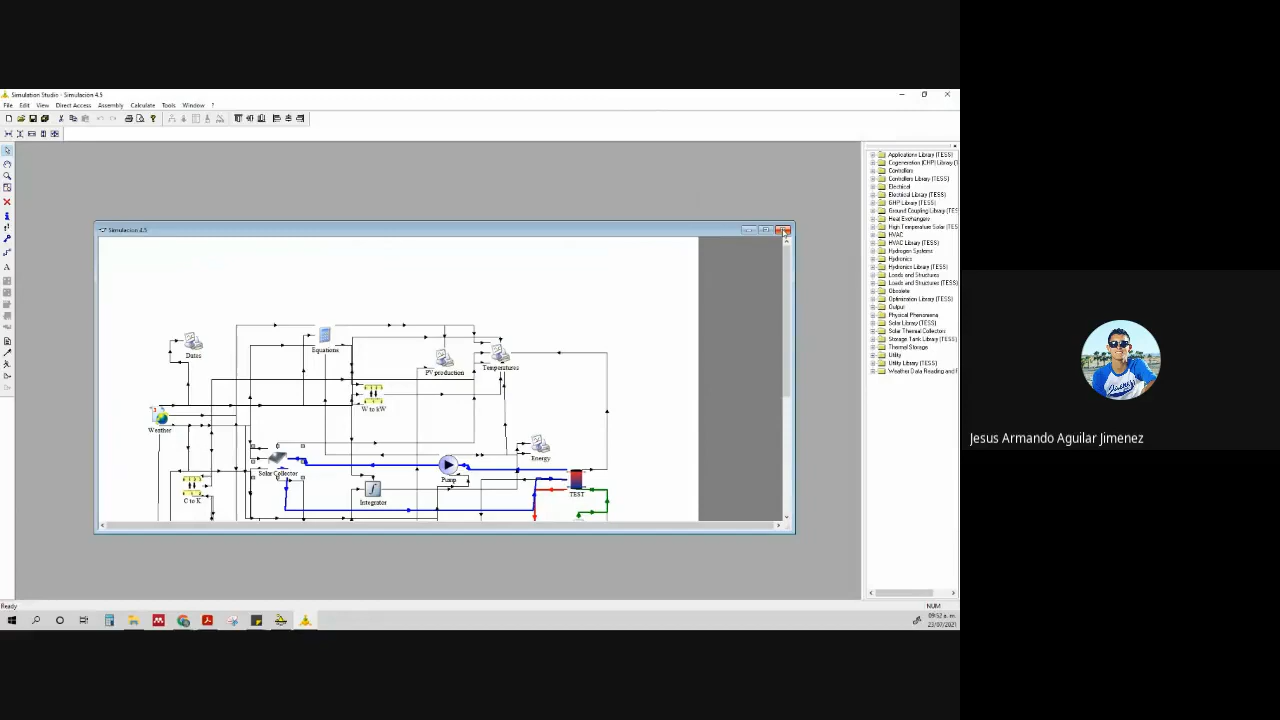 Simulation Studio - Simulacion 4.5
File Edit View Direct Access Assembly Calculate Tools Window ?
Simulacion 4.5
Dates
Equations
PV production
Temperatures
W to kW
Weather
Solar Collector
Pump
Energy
C to K
Integrator
TEST
Applications Library (TESS)
Cogeneration (CHP) Library (T
Controllers
Controllers Library (TESS)
Electrical
Electrical Library (TESS)
GHP Library (TESS)
Ground Coupling Library (TES
Heat Exchangers
High Temperature Solar (TES
HVAC
HVAC Library (TESS)
Hydrogen Systems
Hydronics
Hydronics Library (TESS)
Loads and Structures
Loads and Structures (TESS)
Obsolete
Optimization Library (TESS)
Output
Physical Phenomena
Solar Library (TESS)
Solar Thermal Collectors
Storage Tank Library (TESS)
Thermal Storage
Utility
Utility Library (TESS)
Weather Data Reading and P
Ready
NUM
09:52 a. m.
23/07/2021
Jesus Armando Aguilar Jimenez